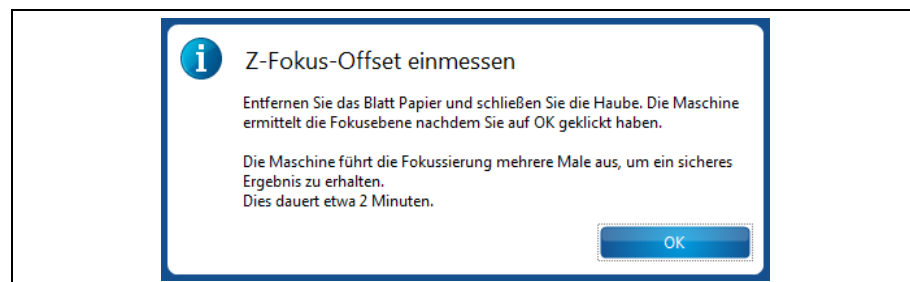 Z-Fokus-Offset einmessen
Entfernen Sie das Blatt Papier und schließen Sie die Haube. Die Maschine
ermittelt die Fokusebene nachdem Sie auf OK geklickt haben.
Die Maschine führt die Fokussierung mehrere Male aus, um ein sicheres
Ergebnis zu erhalten.
Dies dauert etwa 2 Minuten.
OK